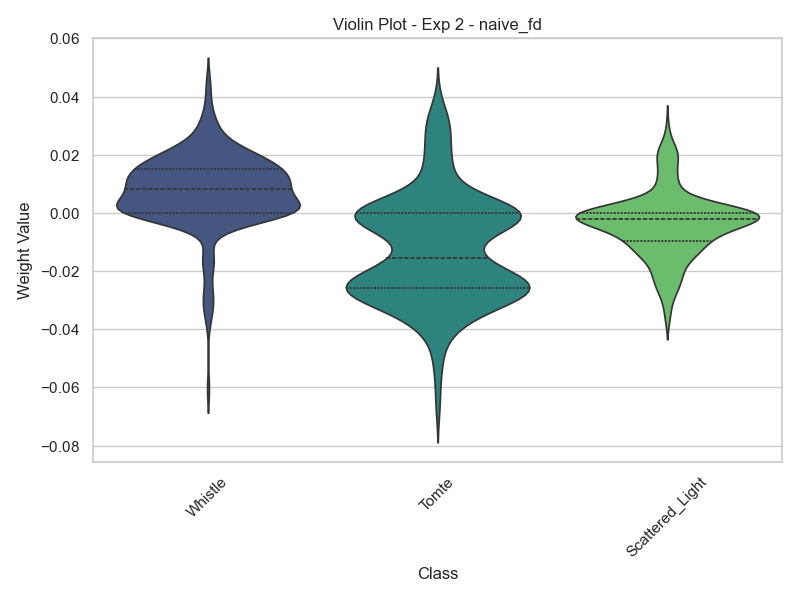 Violin Plot - Exp 2 - naive_fd
0.06
0.04
0.02
0.00
−0.02
−0.04
−0.06
−0.08
Weight Value
Whistle
Tomte
Scattered_Light
Class